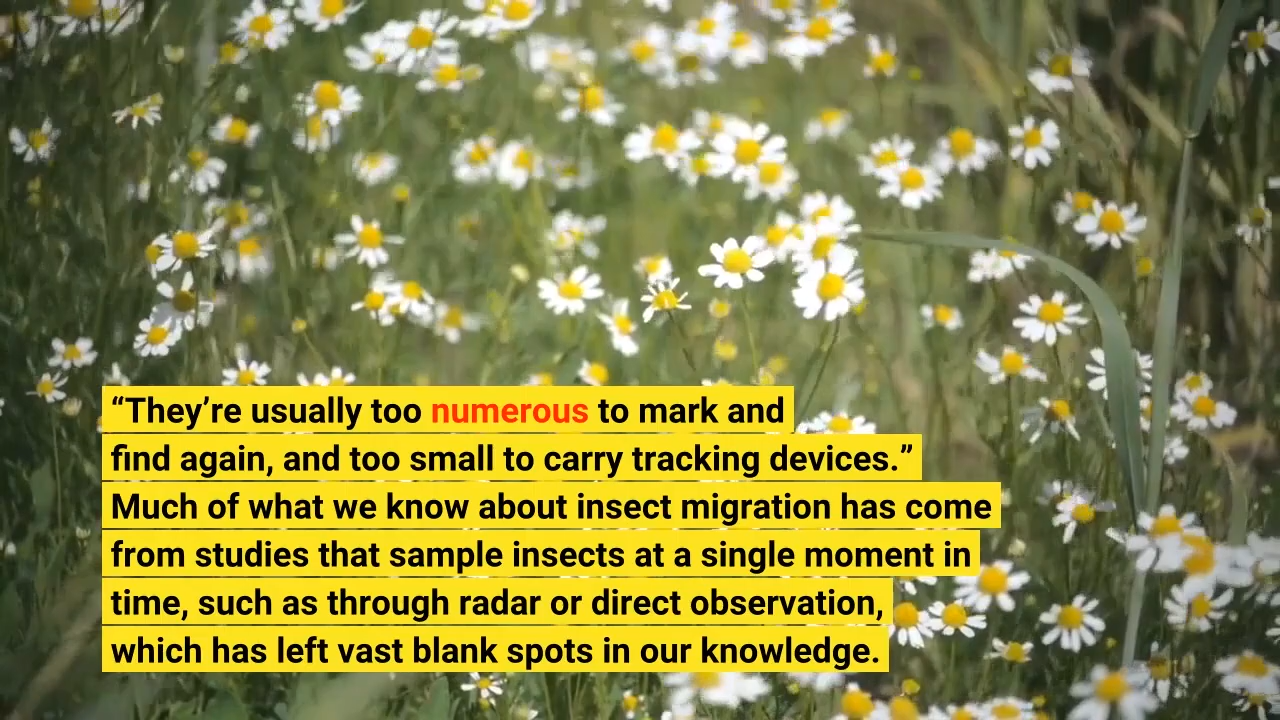 “They’re usually too numerous to mark and
find again, and too small to carry tracking devices.”
Much of what we know about insect migration has come
from studies that sample insects at a single moment in
time, such as through radar or direct observation,
which has left vast blank spots in our knowledge.